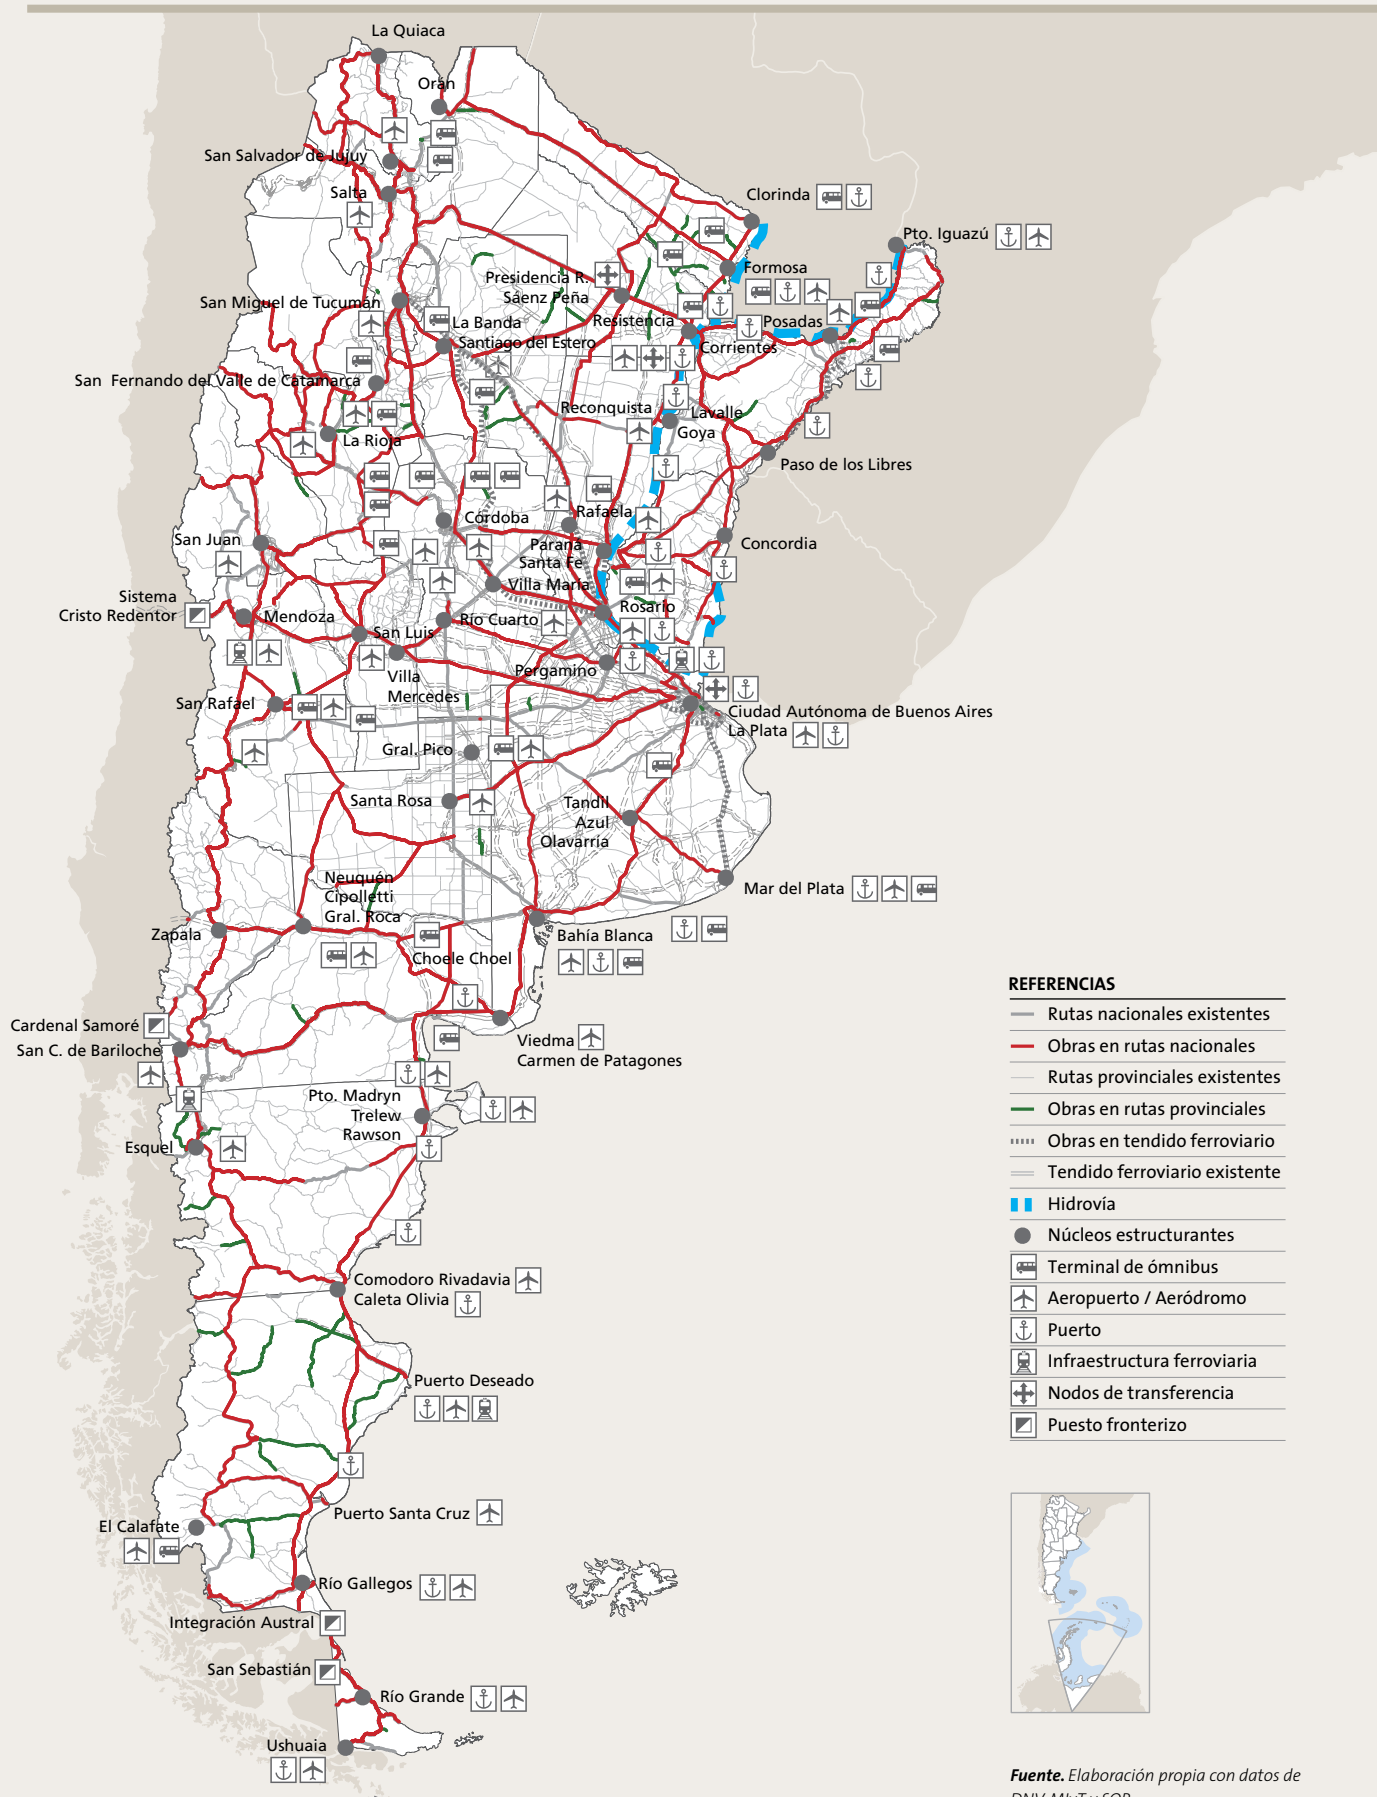 La Quiaca
Orán
San Salvador de Jujuy
Salta
Clorinda
Pto. Iguazú
Formosa
Presidencia R.
Sáenz Peña
San Miguel de Tucumán
La Banda
Santiago del Estero
Resistencia
Posadas
Corrientes
San Fernando del Valle de Catamarca
Reconquista
Lavalle
Goya
La Rioja
Paso de los Libres
Córdoba
Rafaela
San Juan
Paraná
Santa Fe
Concordia
Villa María
Sistema
Cristo Redentor
Mendoza
Rosario
Río Cuarto
San Luis
Pergamino
Villa
Mercedes
San Rafael
Ciudad Autónoma de Buenos Aires
La Plata
Gral. Pico
Santa Rosa
Tandil
Azul
Olavarría
Neuquén
Cipolletti
Gral. Roca
Mar del Plata
Zapala
Bahía Blanca
Choele Choel
Cardenal Samoré
San C. de Bariloche
Viedma
Carmen de Patagones
Pto. Madryn
Trelew
Rawson
Esquel
Comodoro Rivadavia
Caleta Olivia
Puerto Deseado
Puerto Santa Cruz
El Calafate
Río Gallegos
Integración Austral
San Sebastián
Río Grande
Ushuaia
REFERENCIAS
Rutas nacionales existentes
Obras en rutas nacionales
Rutas provinciales existentes
Obras en rutas provinciales
Obras en tendido ferroviario
Tendido ferroviario existente
Hidrovía
Núcleos estructurantes
Terminal de ómnibus
Aeropuerto / Aeródromo
Puerto
Infraestructura ferroviaria
Nodos de transferencia
Puesto fronterizo
Fuente. Elaboración propia con datos de